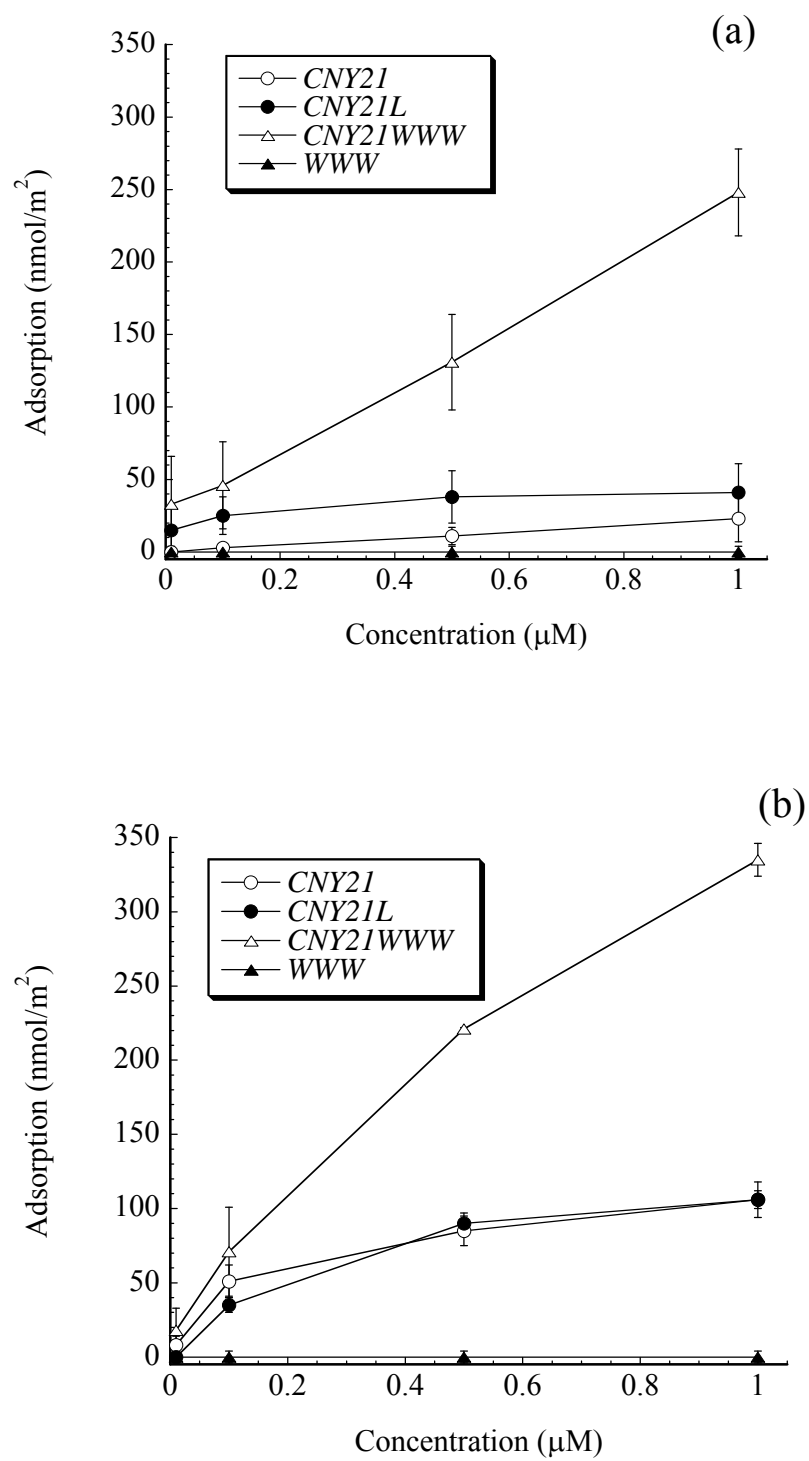 (a)
350
300
250
200
150
100
50
0
CNY21
CNY21L
CNY21WWW
WWW
Adsorption (nmol/m²)
0 0.2 0.4 0.6 0.8 1
Concentration (μM)
(b)
350
300
250
200
150
100
50
0
CNY21
CNY21L
CNY21WWW
WWW
Adsorption (nmol/m²)
0 0.2 0.4 0.6 0.8 1
Concentration (μM)